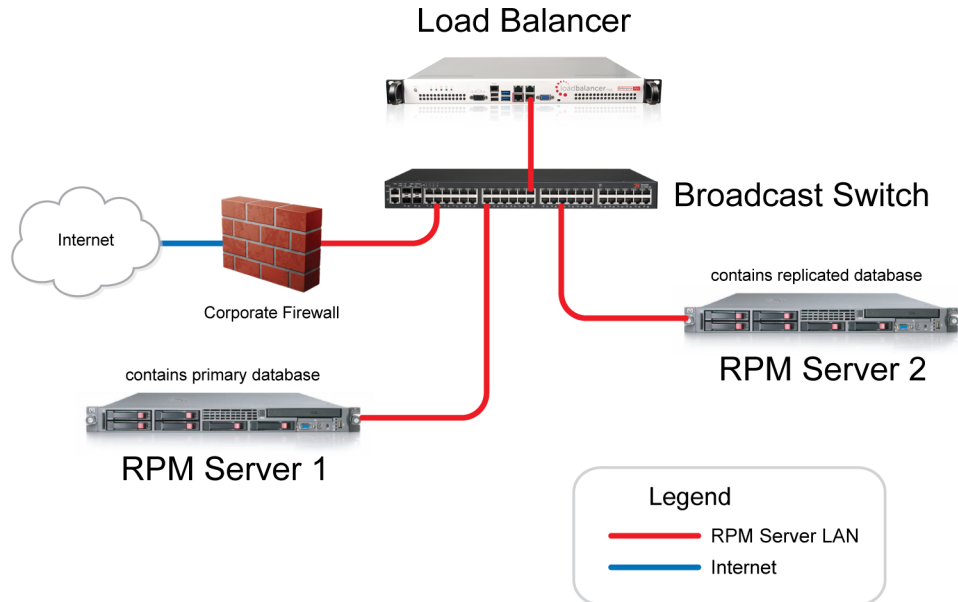 Load Balancer
loadbalancer
Broadcast Switch
Internet
Corporate Firewall
contains replicated database
RPM Server 2
contains primary database
RPM Server 1
Legend
RPM Server LAN
Internet